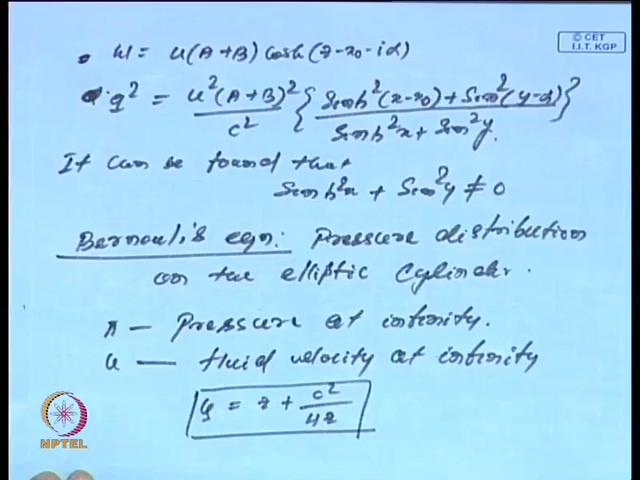 © CET
I.I.T. KGP
W = U(A+B) Cosh(z-x₀-iα)
q² = U²(A+B)²/c² { (Sinh²(x-x₀) + Sin²(y-α))/(Sinh²x + Sin²y) }
It can be found that
Sinh²x + Sin²y ≠ 0
Bernouli's eqn: Pressure distribution
on the elliptic Cylinder.
Π — Pressure at infinity.
U — fluid velocity at infinity
ζ = z + c²/4z
NPTEL